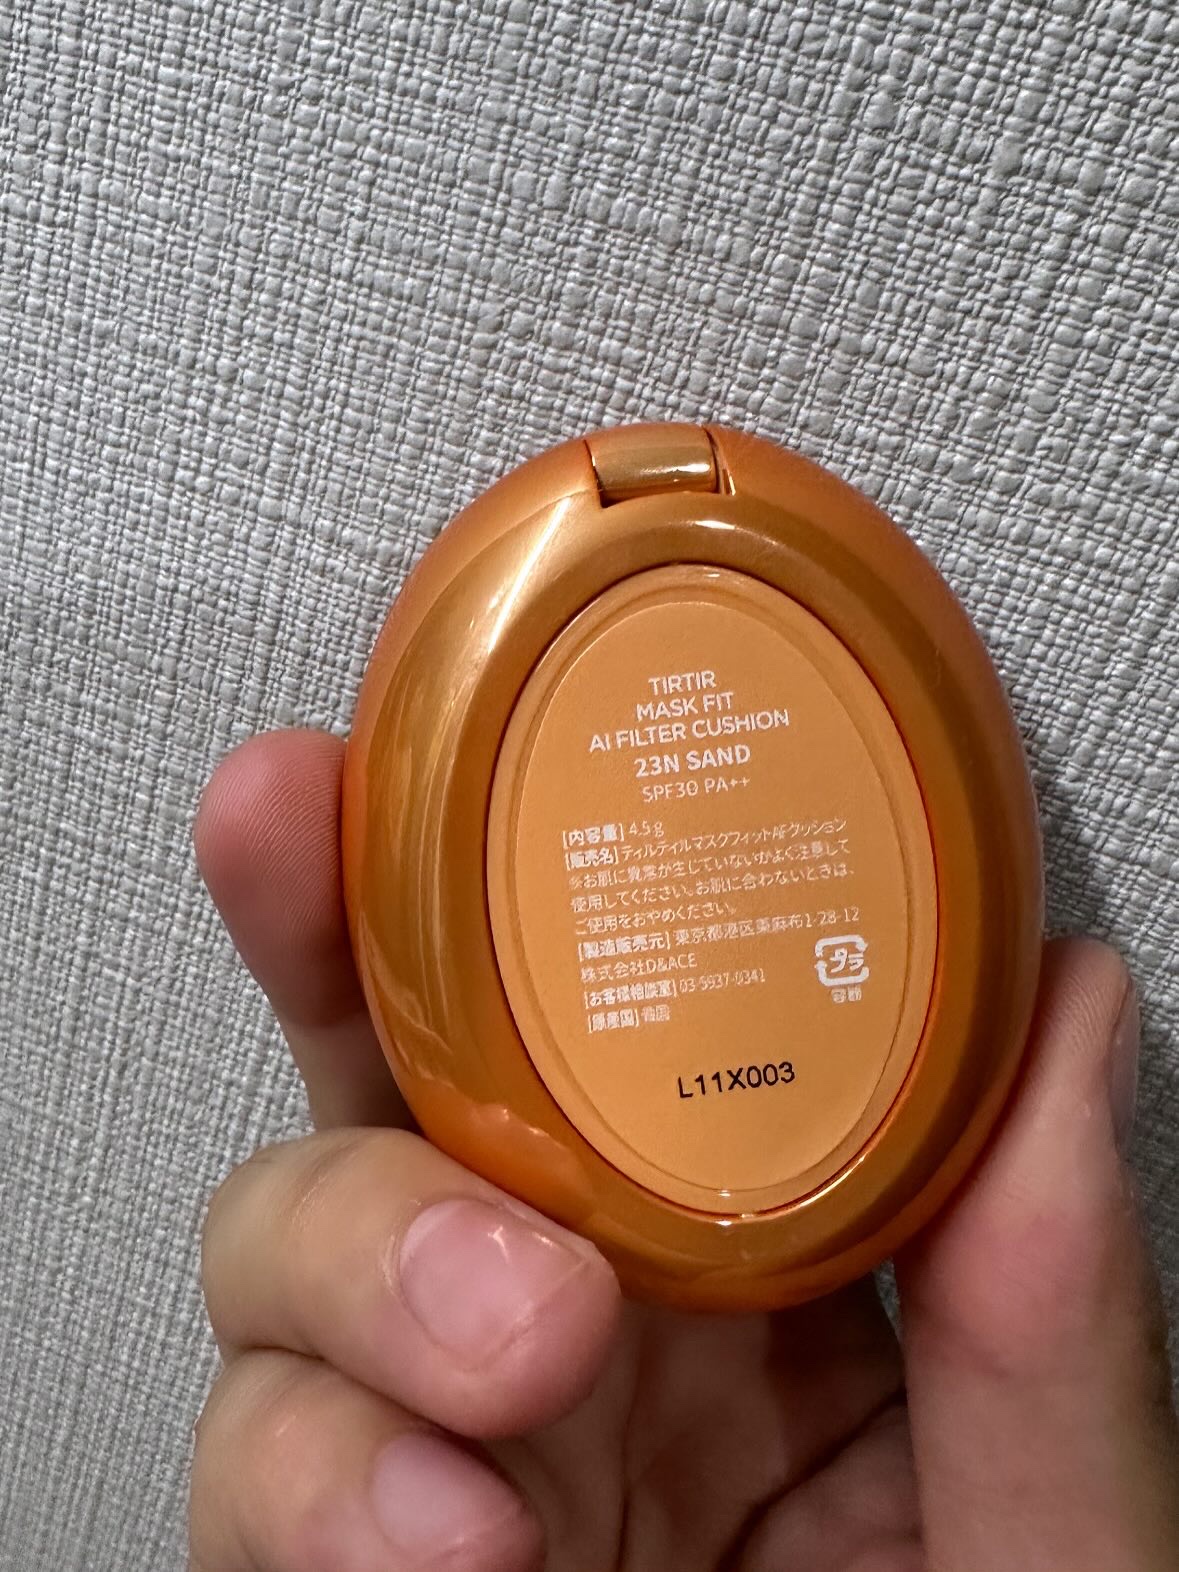 TIRTIR
MASK FIT
AI FILTER CUSHION
23N SAND
SPF30 PA++
[内容量] 4.5 g
[販売名] ティルティルマスクフィットAFクッション
※お肌に異常が生じていないかよく注意して
使用してください。お肌に合わないときは、
ご使用をおやめください。
[製造販売元] 東京都港区東麻布1-28-12
株式会社D&ACE
[お客様相談室] 03-5937-0341
[原産国] 韓国
プラ
容器
L11X003